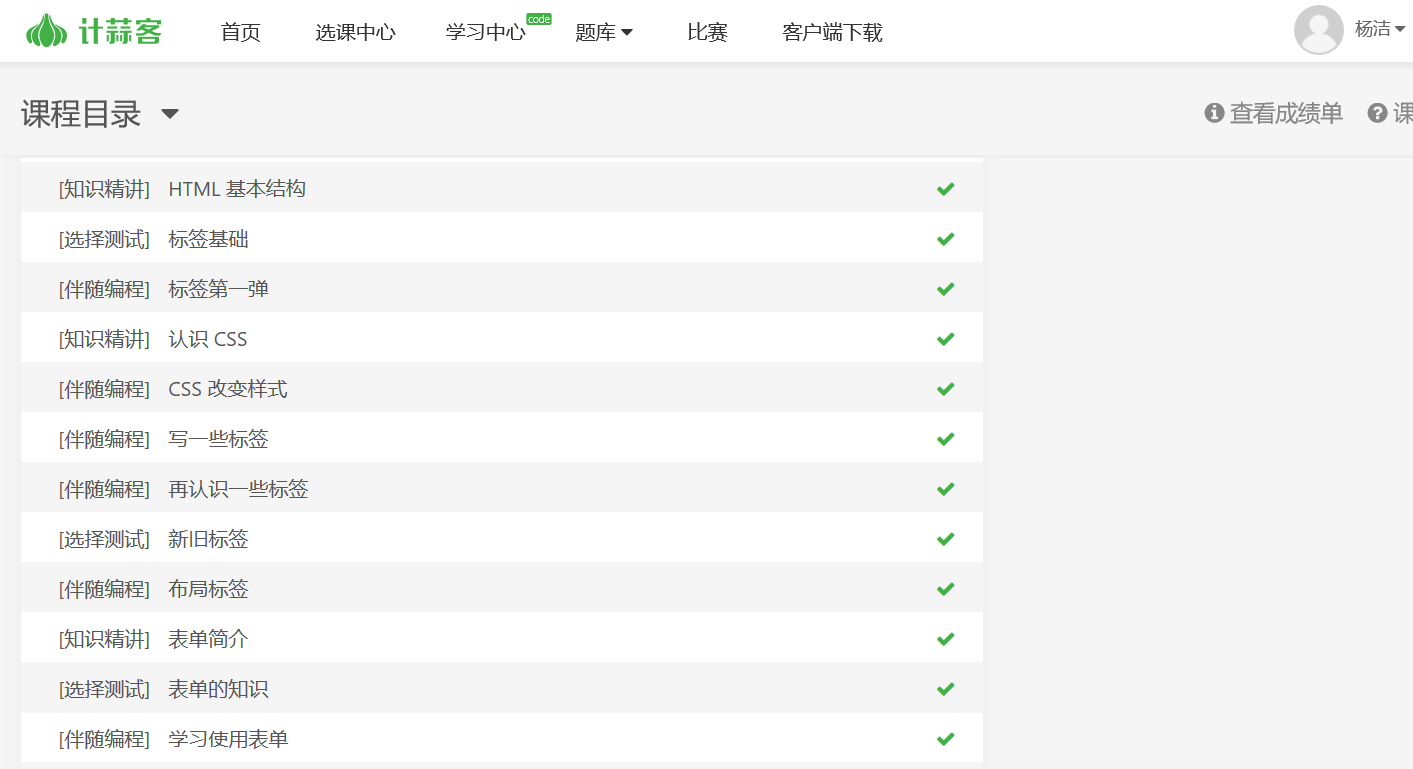 计蒜客 首页 选课中心 学习中心 code 题库 比赛 客户端下载 杨洁
课程目录 查看成绩单 课
[知识精讲] HTML 基本结构
[选择测试] 标签基础
[伴随编程] 标签第一弹
[知识精讲] 认识 CSS
[伴随编程] CSS 改变样式
[伴随编程] 写一些标签
[伴随编程] 再认识一些标签
[选择测试] 新旧标签
[伴随编程] 布局标签
[知识精讲] 表单简介
[选择测试] 表单的知识
[伴随编程] 学习使用表单